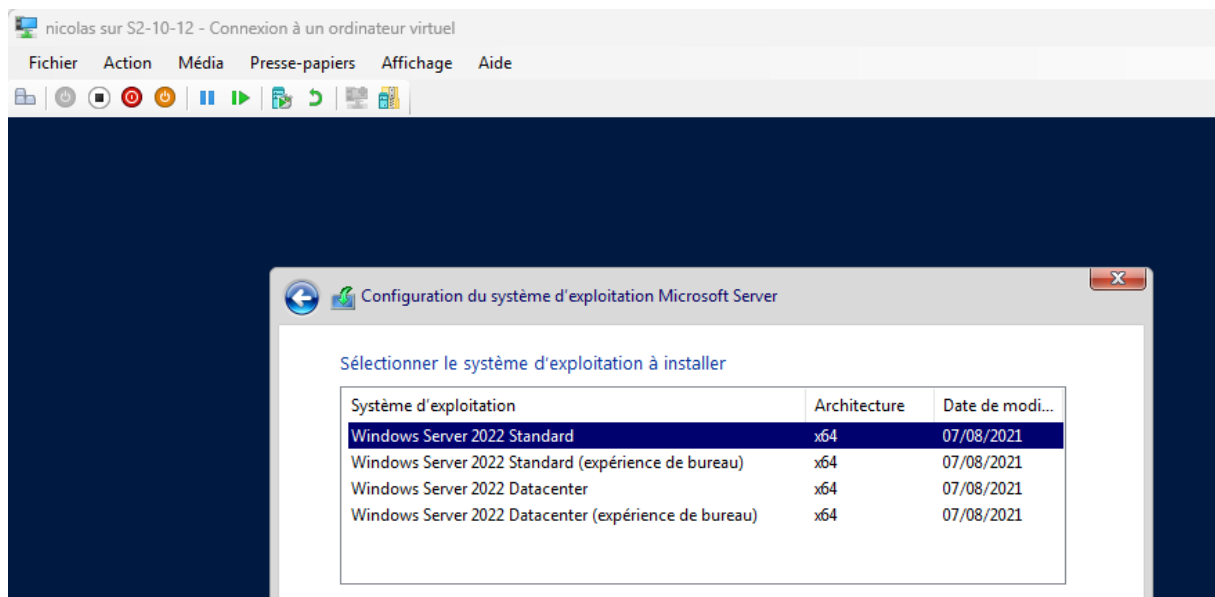 nicolas sur S2-10-12 - Connexion à un ordinateur virtuel
Fichier Action Média Presse-papiers Affichage Aide
Configuration du système d'exploitation Microsoft Server
Sélectionner le système d'exploitation à installer
Système d'exploitation Architecture Date de modi...
Windows Server 2022 Standard x64 07/08/2021
Windows Server 2022 Standard (expérience de bureau) x64 07/08/2021
Windows Server 2022 Datacenter x64 07/08/2021
Windows Server 2022 Datacenter (expérience de bureau) x64 07/08/2021